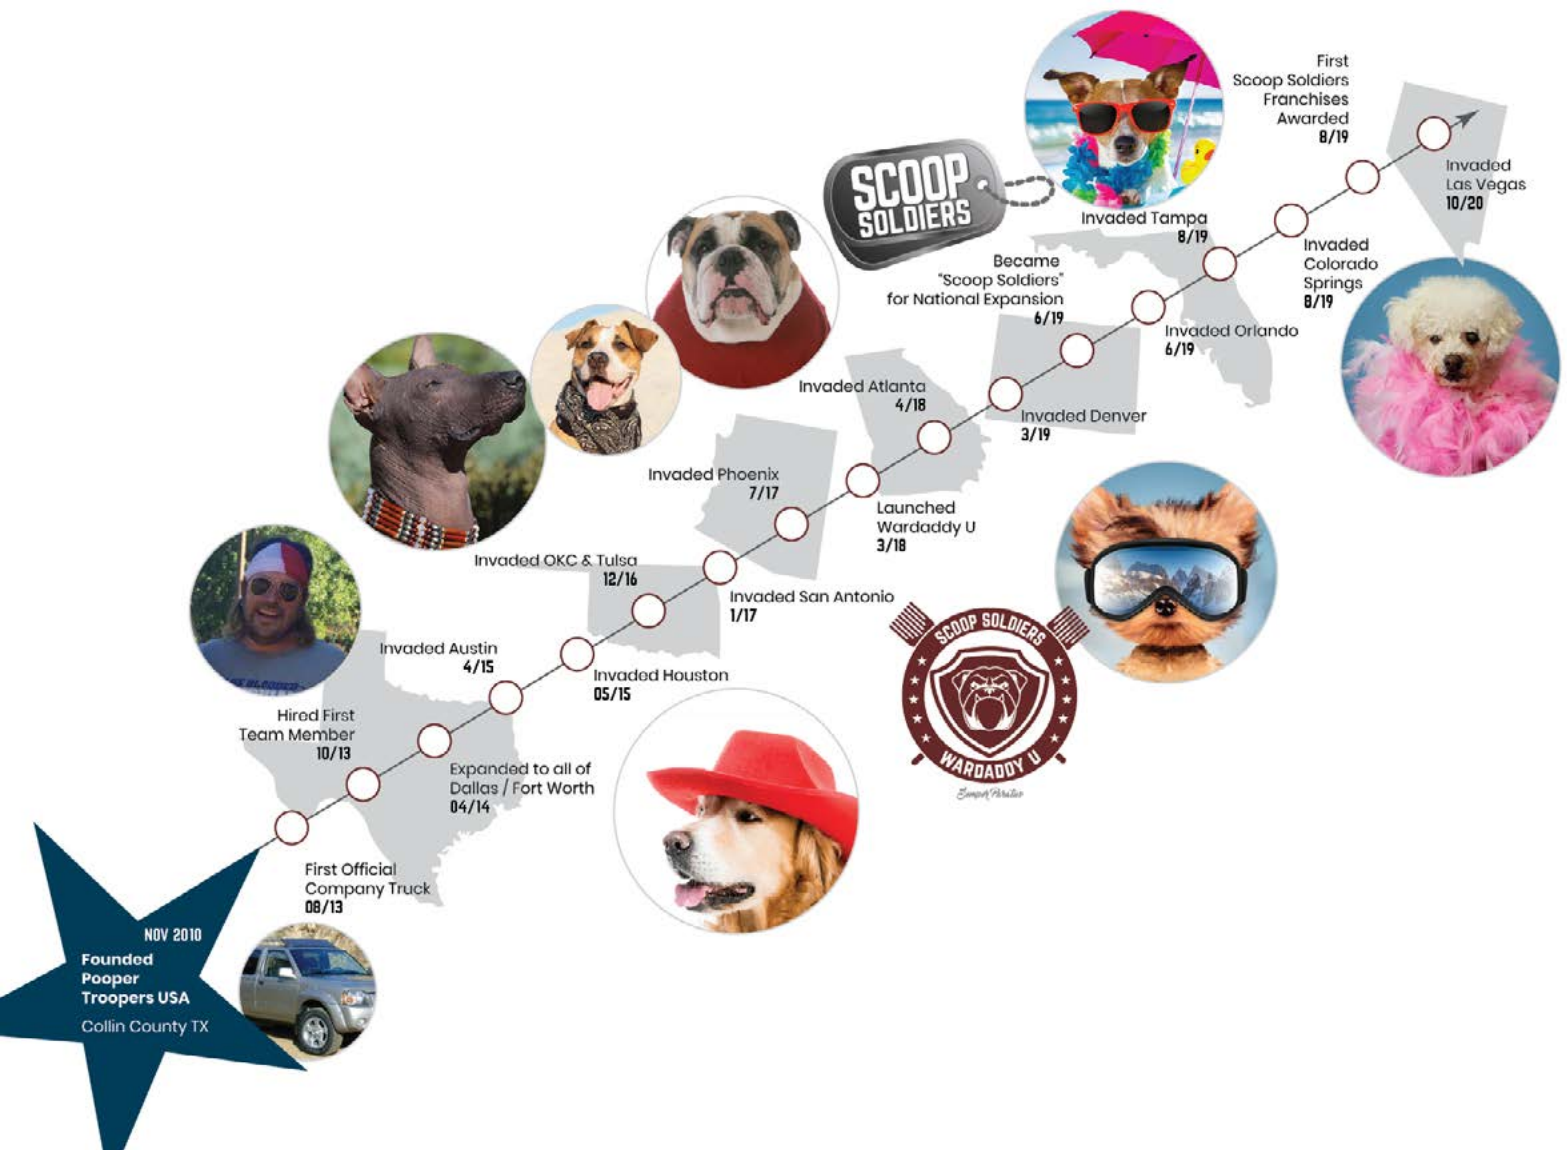 NOV 2010
Founded
Pooper
Troopers USA
Collin County TX
First Official
Company Truck
08/13
Hired First
Team Member
10/13
Expanded to all of
Dallas / Fort Worth
04/14
Invaded Austin
4/15
Invaded Houston
05/15
Invaded OKC & Tulsa
12/16
Invaded San Antonio
1/17
Invaded Phoenix
7/17
Launched
Wardaddy U
3/18
SCOOP SOLDIERS
WARDADDY U
Invaded Atlanta
4/18
Invaded Denver
3/19
Became
"Scoop Soldiers"
for National Expansion
6/19
SCOOP
SOLDIERS
Invaded Orlando
6/19
Invaded Tampa
8/19
Invaded
Colorado
Springs
8/19
First
Scoop Soldiers
Franchises
Awarded
8/19
Invaded
Las Vegas
10/20